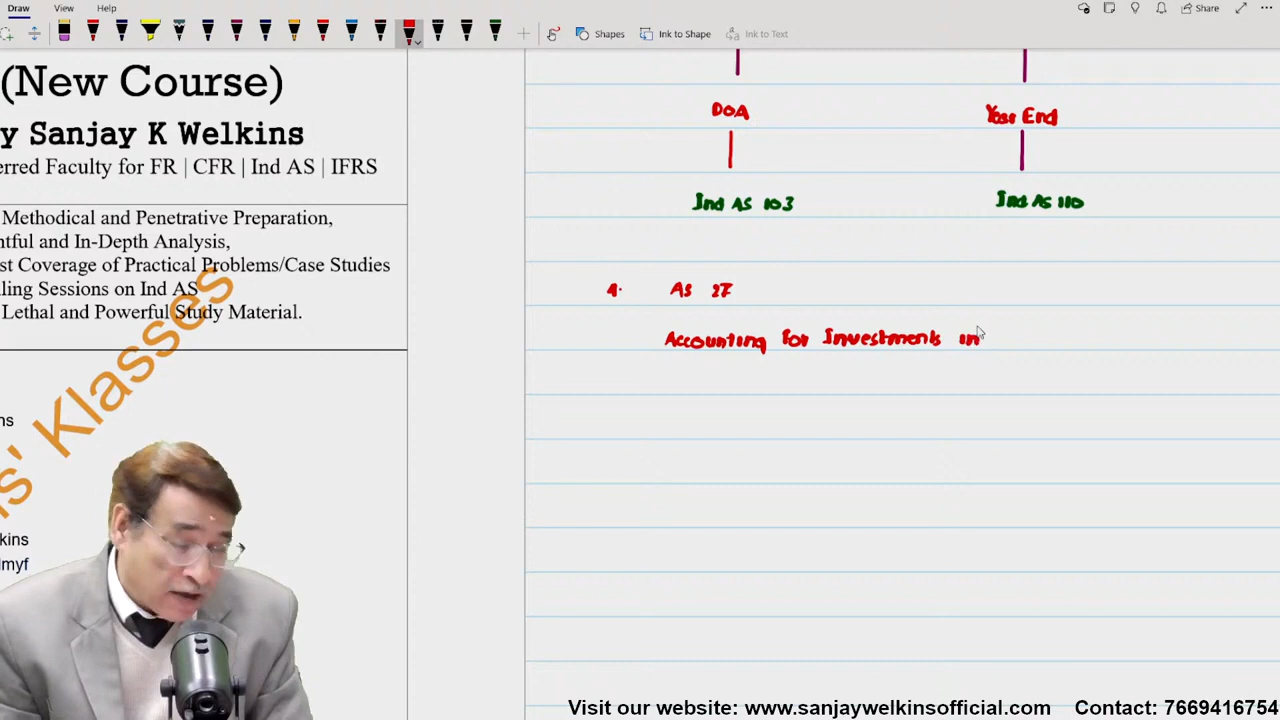 Draw View Help
Share
Shapes Ink to Shape Ink to Text
(New Course)
y Sanjay K Welkins
erred Faculty for FR | CFR | Ind AS | IFRS
Methodical and Penetrative Preparation,
ntful and In-Depth Analysis,
st Coverage of Practical Problems/Case Studies
ling Sessions on Ind AS
Lethal and Powerful Study Material.
s' Klasses
ns
kins
lmyf
DOA Year End
Ind AS 103 Ind AS 110
4. AS 27
Accounting For Investments in
Visit our website: www.sanjaywelkinsofficial.com Contact: 7669416754